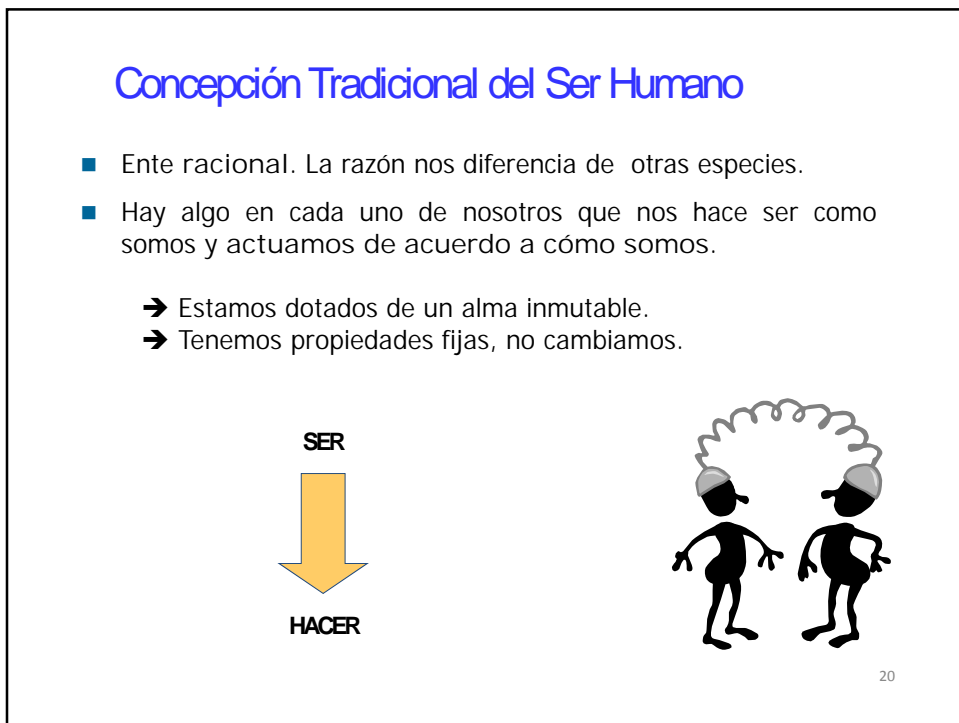 Concepción Tradicional del Ser Humano
Ente racional. La razón nos diferencia de otras especies.
Hay algo en cada uno de nosotros que nos hace ser como
somos y actuamos de acuerdo a cómo somos.
➔ Estamos dotados de un alma inmutable.
➔ Tenemos propiedades fijas, no cambiamos.
SER
HACER
20